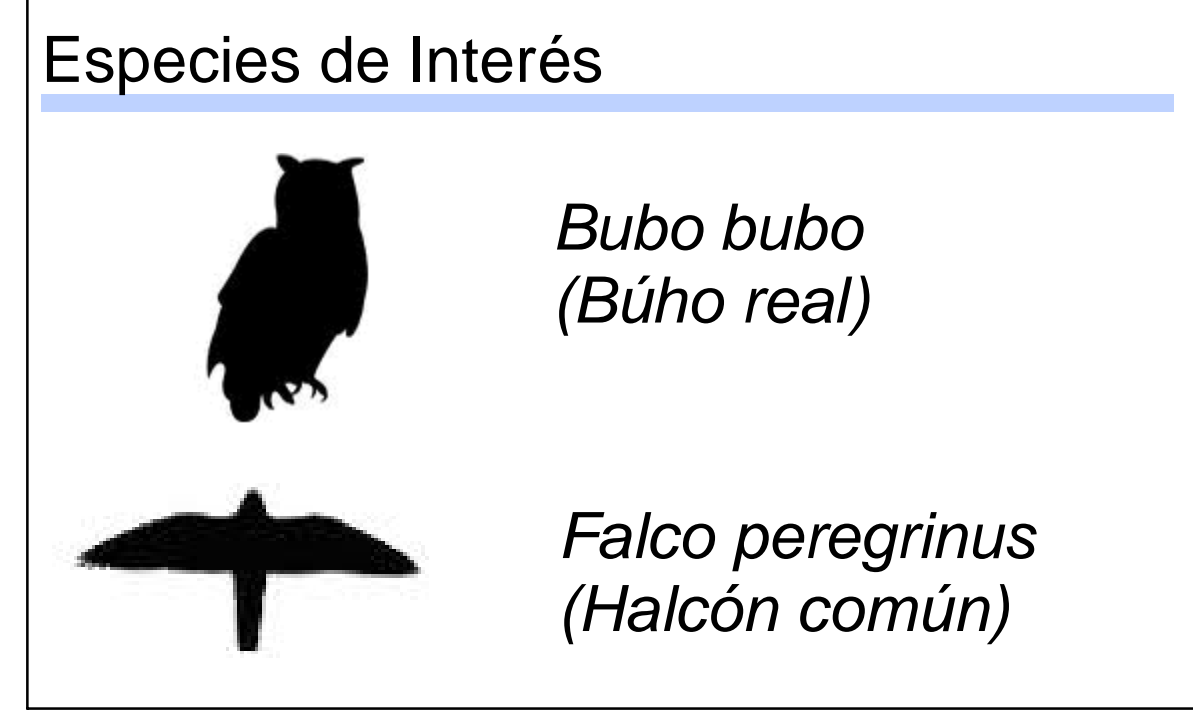 Especies de Interés
Bubo bubo
(Búho real)
Falco peregrinus
(Halcón común)